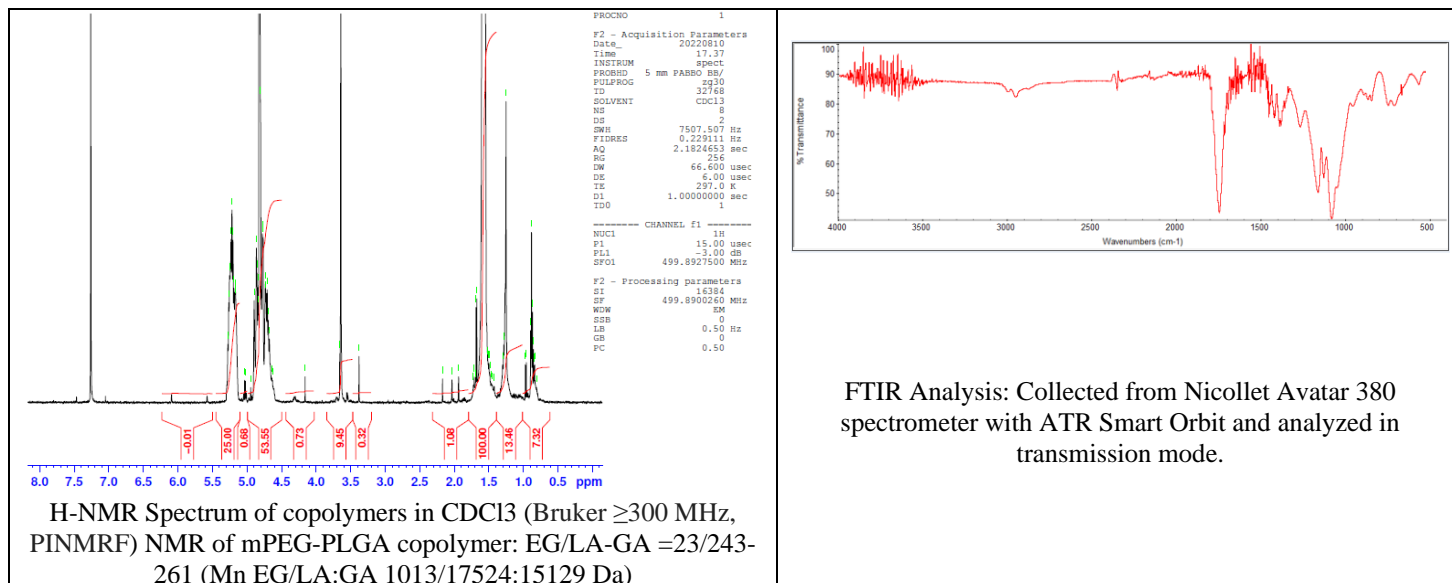 PROCNO 1
F2 - Acquisition Parameters
Date_ 20220810
Time 17.37
INSTRUM spect
PROBHD 5 mm PABBO BB/
PULPROG zg30
TD 32768
SOLVENT CDCl3
NS 8
DS 2
SWH 7507.507 Hz
FIDRES 0.229111 Hz
AQ 2.1824653 sec
RG 256
DW 66.600 usec
DE 6.00 usec
TE 297.0 K
D1 1.00000000 sec
TD0 1
======== CHANNEL f1 ========
NUC1 1H
P1 15.00 usec
PL1 -3.00 dB
SFO1 499.8927500 MHz
F2 - Processing parameters
SI 16384
SF 499.8900260 MHz
WDW EM
SSB 0
LB 0.50 Hz
GB 0
PC 0.50
-0.01 25.00 0.68 53.55 0.73 9.45 0.32 1.08 100.00 13.46 7.32
8.0 7.5 7.0 6.5 6.0 5.5 5.0 4.5 4.0 3.5 3.0 2.5 2.0 1.5 1.0 0.5 ppm
H-NMR Spectrum of copolymers in CDCl3 (Bruker ≥300 MHz,
PINMRF) NMR of mPEG-PLGA copolymer: EG/LA-GA =23/243-
261 (Mn EG/LA:GA 1013/17524:15129 Da)
100
90
80
70
60
50
%Transmittance
4000 3500 3000 2500 2000 1500 1000 500
Wavenumbers (cm-1)
FTIR Analysis: Collected from Nicollet Avatar 380
spectrometer with ATR Smart Orbit and analyzed in
transmission mode.